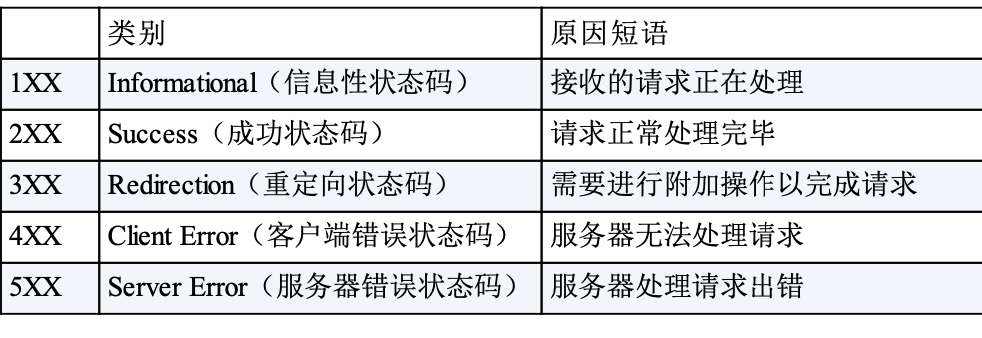 类别 原因短语
1XX Informational（信息性状态码） 接收的请求正在处理
2XX Success（成功状态码） 请求正常处理完毕
3XX Redirection（重定向状态码） 需要进行附加操作以完成请求
4XX Client Error（客户端错误状态码） 服务器无法处理请求
5XX Server Error（服务器错误状态码） 服务器处理请求出错